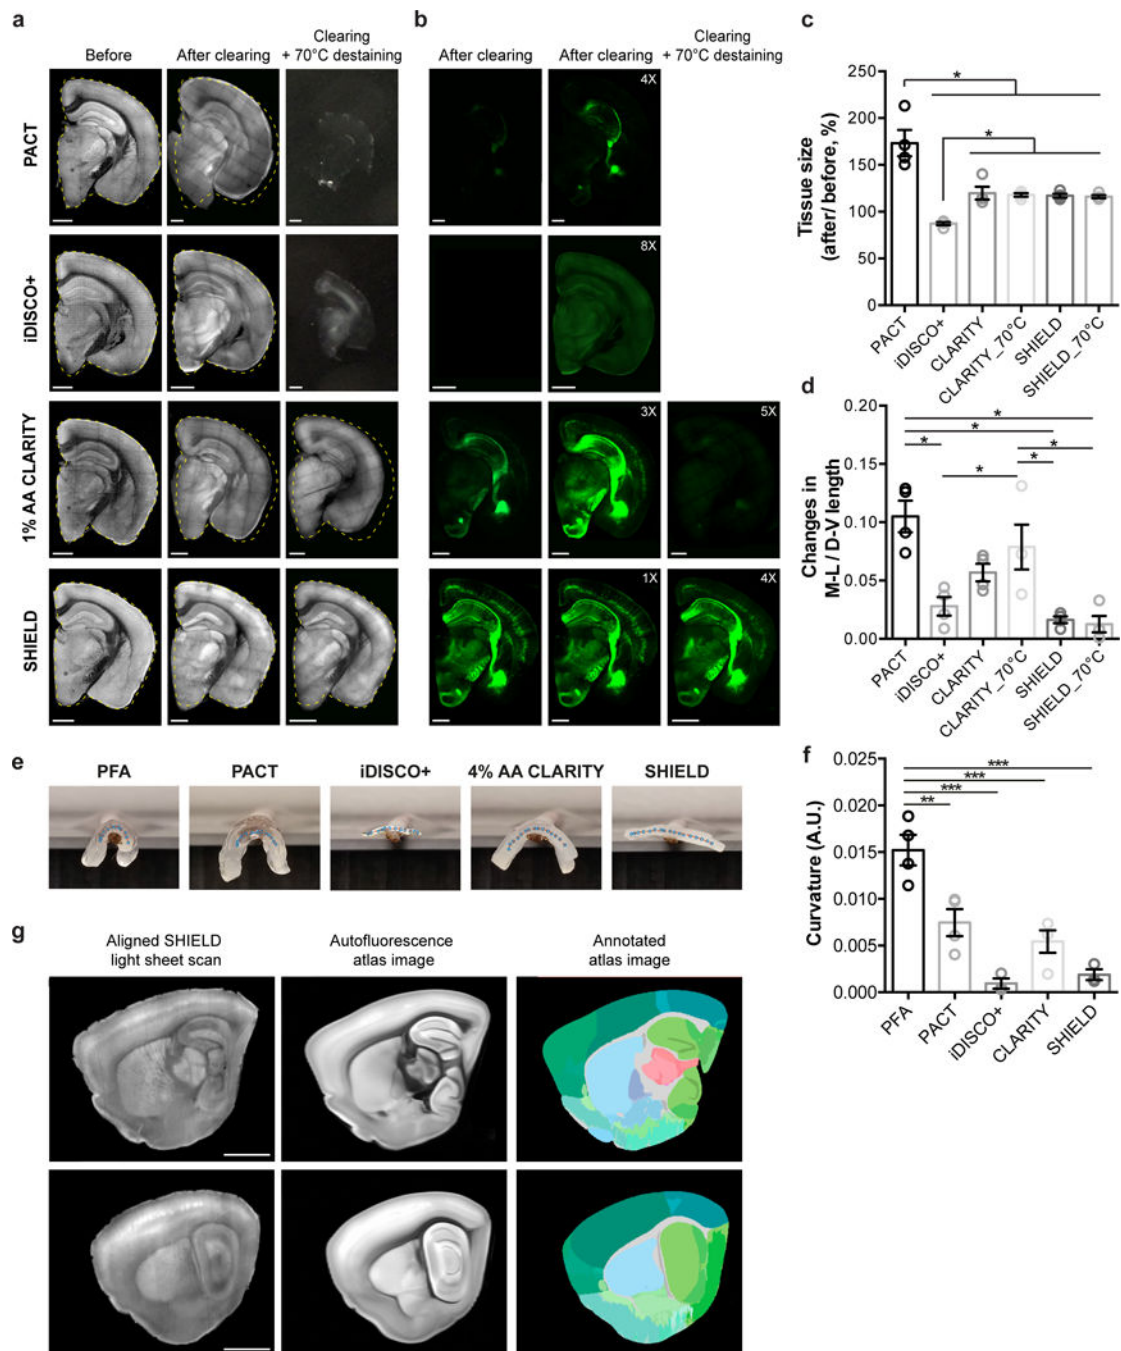 a
Before
After clearing
Clearing
+ 70°C destaining
PACT
iDISCO+
1% AA CLARITY
SHIELD
b
After clearing
After clearing
Clearing
+ 70°C destaining
4X
8X
3X
5X
1X
4X
c
Tissue size
(after/ before, %)
250
200
150
100
50
0
*
*
PACT
iDISCO+
CLARITY
CLARITY_70°C
SHIELD
SHIELD_70°C
d
Changes in
M-L / D-V length
0.20
0.15
0.10
0.05
0.00
*
*
*
*
*
*
PACT
iDISCO+
CLARITY
CLARITY_70°C
SHIELD
SHIELD_70°C
e
PFA
PACT
iDISCO+
4% AA CLARITY
SHIELD
f
Curvature (A.U.)
0.025
0.020
0.015
0.010
0.005
0.000
***
***
***
**
PFA
PACT
iDISCO+
CLARITY
SHIELD
g
Aligned SHIELD
light sheet scan
Autofluorescence
atlas image
Annotated
atlas image